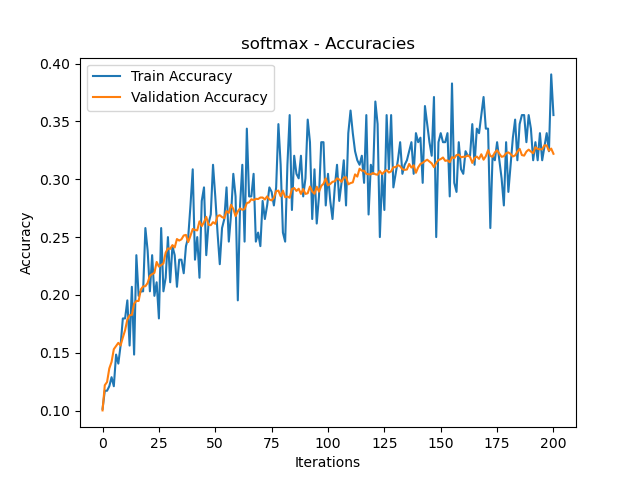 softmax - Accuracies
Train Accuracy
Validation Accuracy
0.40
0.35
0.30
0.25
0.20
0.15
0.10
Accuracy
0 25 50 75 100 125 150 175 200
Iterations